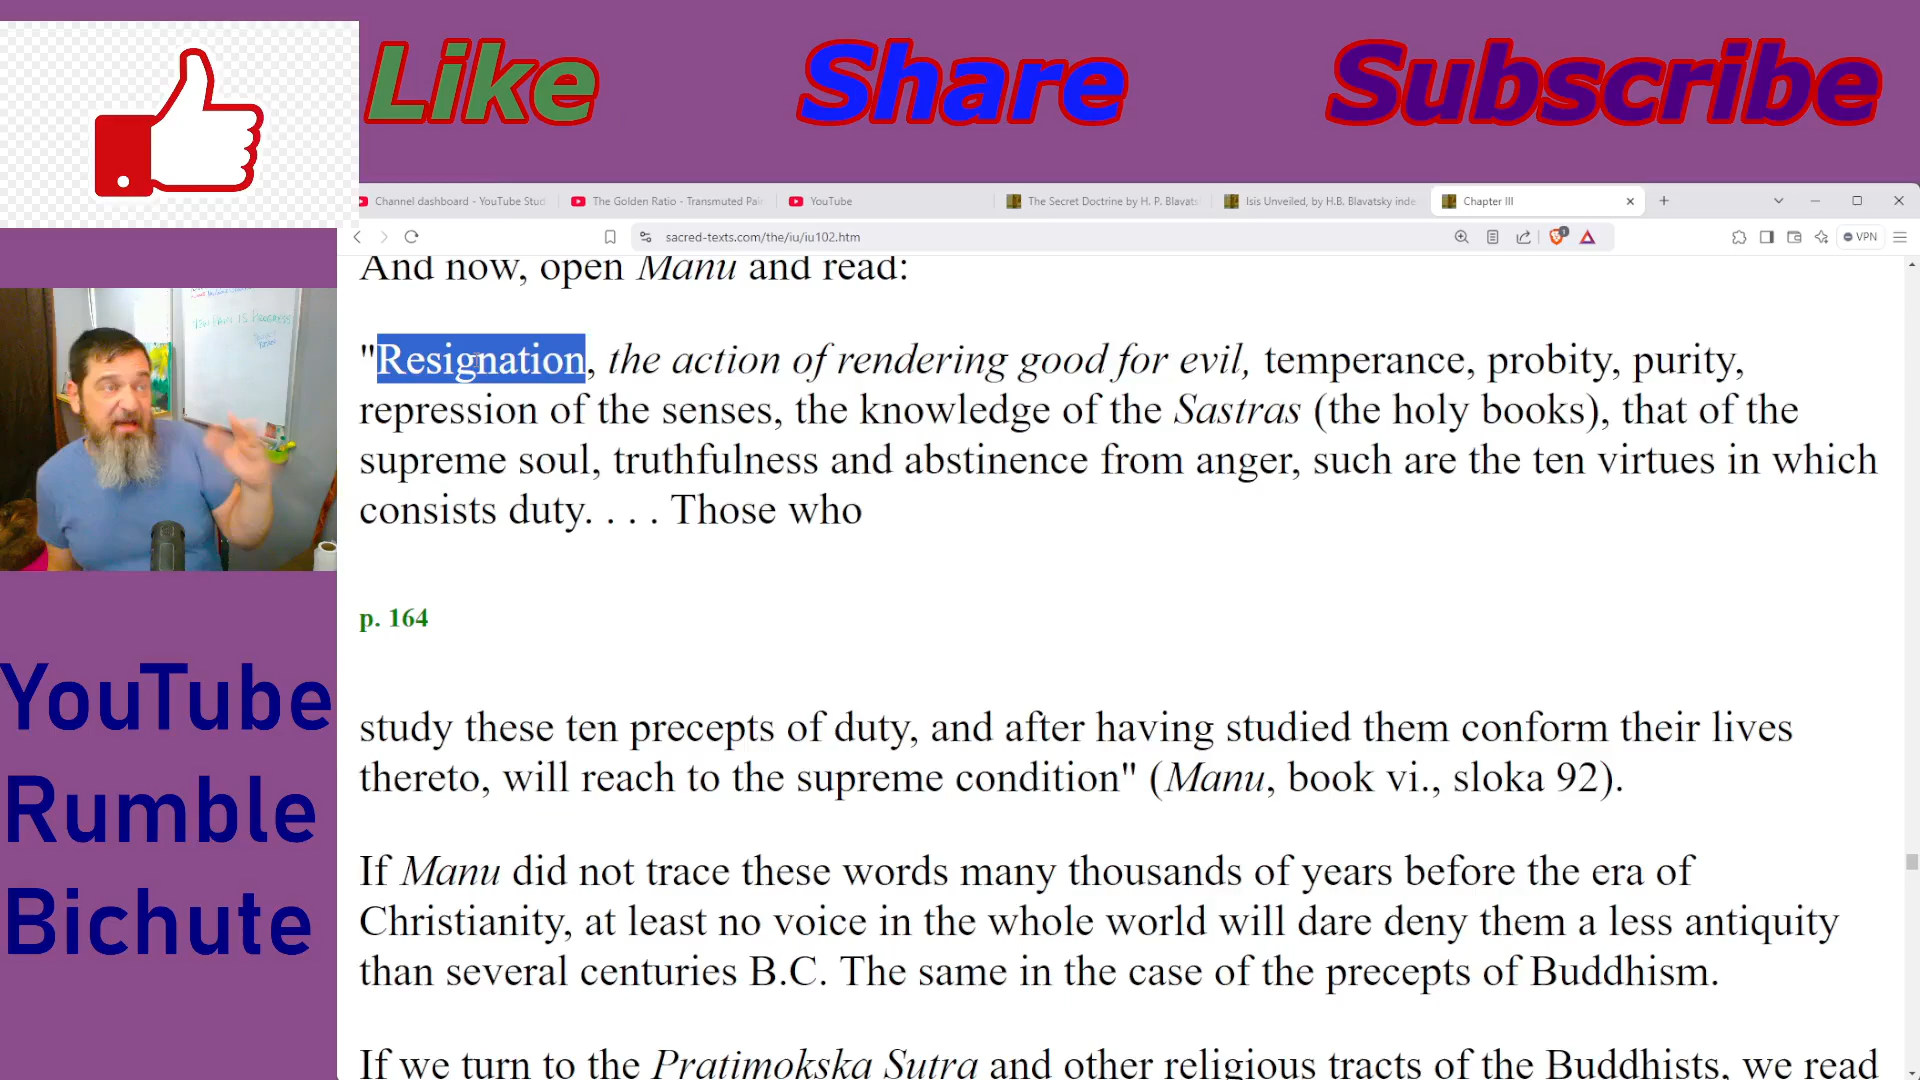 Like Share Subscribe
Channel dashboard - YouTube Stud
The Golden Ratio - Transmuted Pai
YouTube
The Secret Doctrine by H. P. Blavats
Isis Unveiled, by H.B. Blavatsky inde
Chapter III
sacred-texts.com/the/iu/iu102.htm
VPN
And now, open Manu and read:
"Resignation, the action of rendering good for evil, temperance, probity, purity,
repression of the senses, the knowledge of the Sastras (the holy books), that of the
supreme soul, truthfulness and abstinence from anger, such are the ten virtues in which
consists duty. . . . Those who
p. 164
study these ten precepts of duty, and after having studied them conform their lives
thereto, will reach to the supreme condition" (Manu, book vi., sloka 92).
If Manu did not trace these words many thousands of years before the era of
Christianity, at least no voice in the whole world will dare deny them a less antiquity
than several centuries B.C. The same in the case of the precepts of Buddhism.
If we turn to the Pratimokska Sutra and other religious tracts of the Buddhists, we read
YouTube
Rumble
Bichute